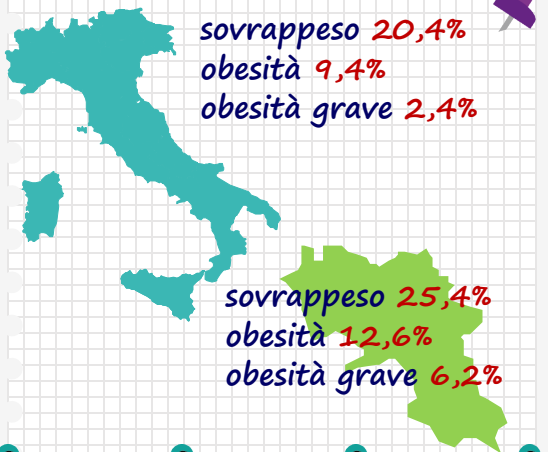 sovrappeso 20,4%
obesità 9,4%
obesità grave 2,4%
sovrappeso 25,4%
obesità 12,6%
obesità grave 6,2%